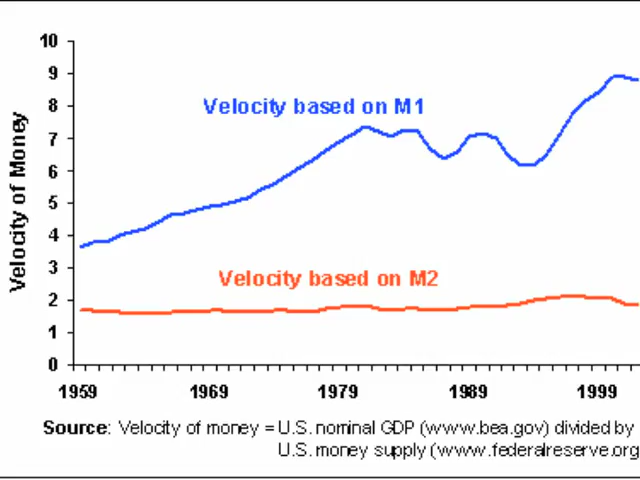 10
9
8
7
6
5
4
3
2
1
0
Velocity of Money
Velocity based on M1
Velocity based on M2
1959 1969 1979 1989 1999
Source: Velocity of money = U.S. nominal GDP (www.bea.gov) divided by
U.S. money supply (www.federalreserve.org